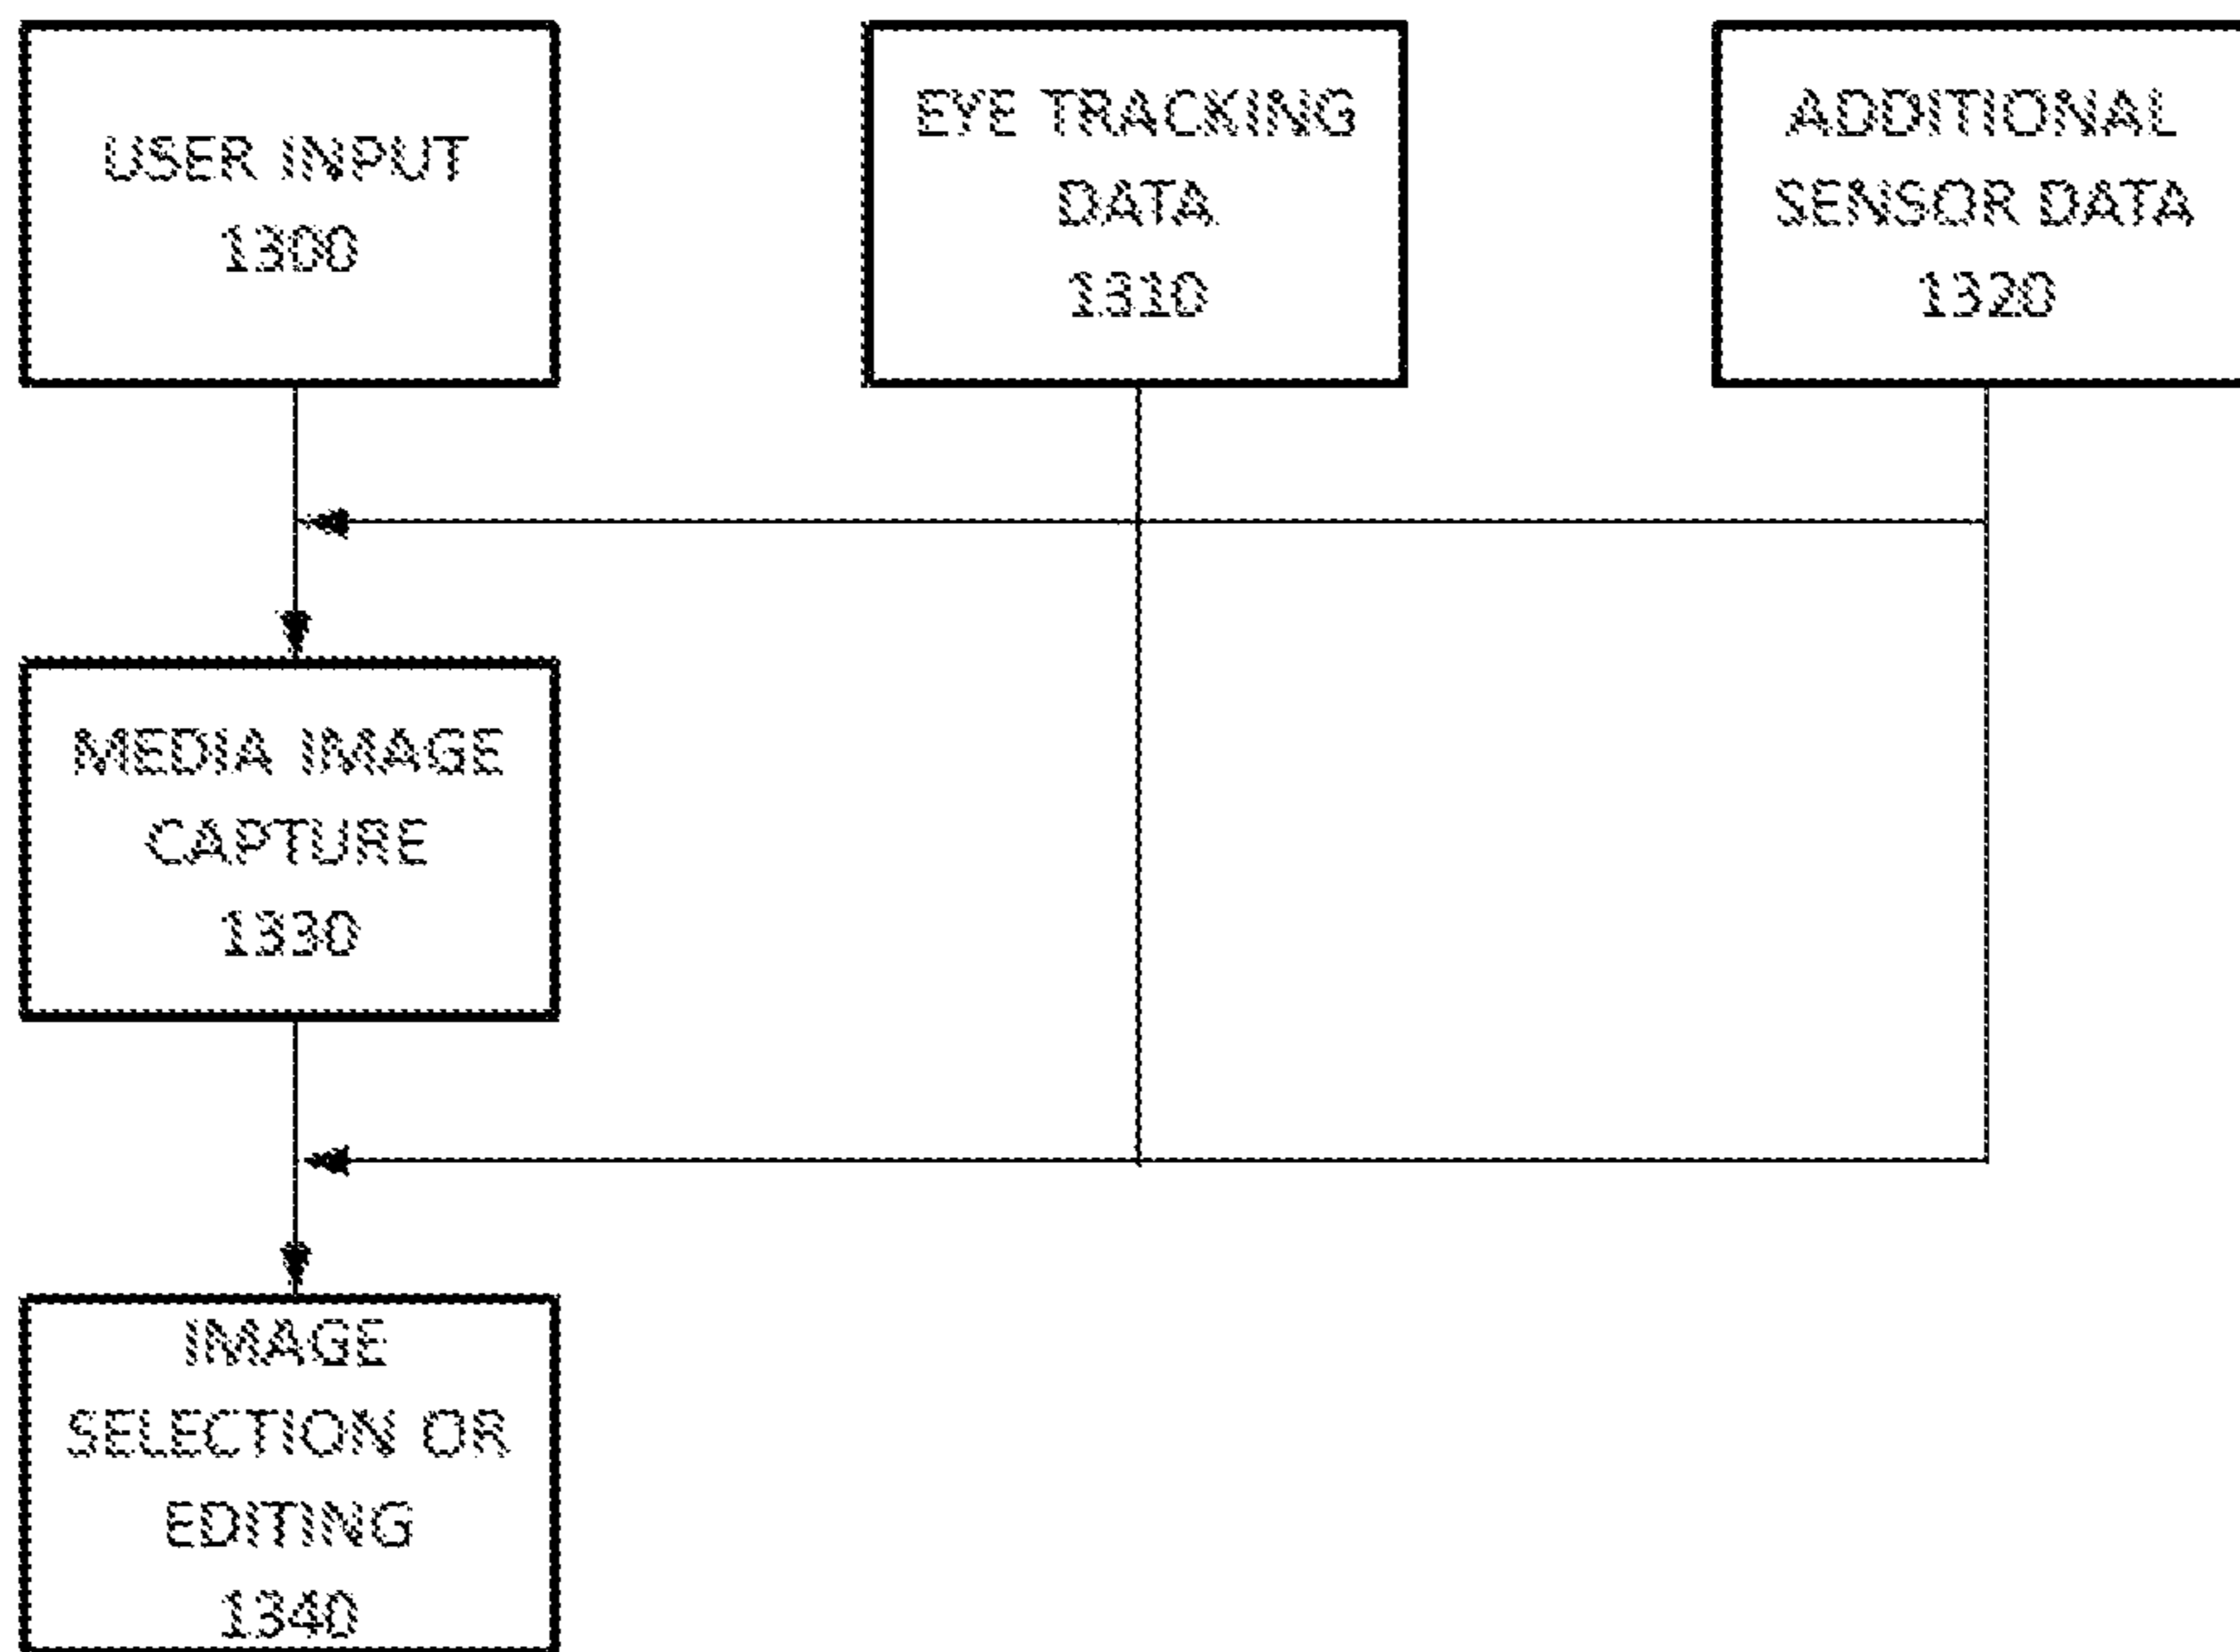 USER INPUT
1300
EYE TRACKING
DATA
1310
ADDITIONAL
SENSOR DATA
1320
MEDIA IMAGE
CAPTURE
1330
IMAGE
SELECTION OR
EDITING
1340